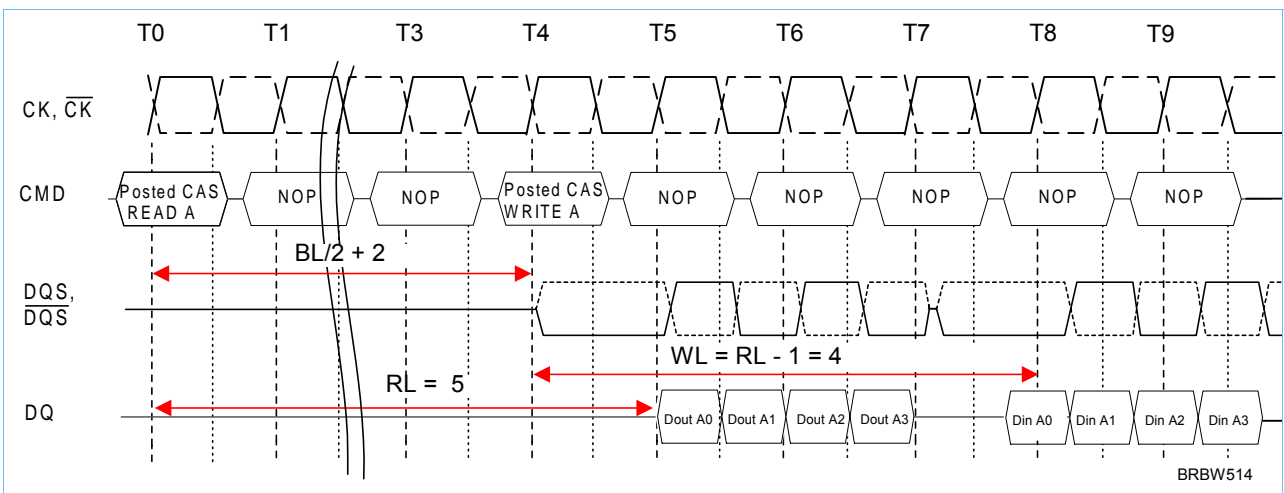 T0 T1 T3 T4 T5 T6 T7 T8 T9
CK, CK
CMD
Posted CAS
READ A
NOP
NOP
Posted CAS
WRITE A
NOP
NOP
NOP
NOP
NOP
BL/2 + 2
DQS,
DQS
WL = RL - 1 = 4
RL = 5
DQ
Dout A0 Dout A1 Dout A2 Dout A3 Din A0 Din A1 Din A2 Din A3
BRBW514